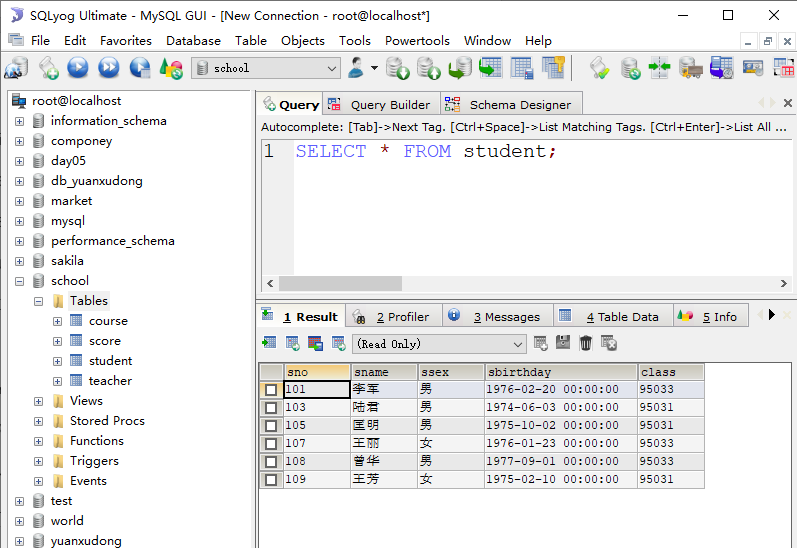 SQLyog Ultimate - MySQL GUI - [New Connection - root@localhost*]
File Edit Favorites Database Table Objects Tools Powertools Window Help
school
root@localhost
information_schema
componey
day05
db_yuanxudong
market
mysql
performance_schema
sakila
school
Tables
course
score
student
teacher
Views
Stored Procs
Functions
Triggers
Events
test
world
yuanxudong
Query Query Builder Schema Designer
Autocomplete: [Tab]->Next Tag. [Ctrl+Space]->List Matching Tags. [Ctrl+Enter]->List All ...
1 SELECT * FROM student;
1 Result 2 Profiler 3 Messages 4 Table Data 5 Info
(Read Only)
sno sname ssex sbirthday class
101 李军 男 1976-02-20 00:00:00 95033
103 陆君 男 1974-06-03 00:00:00 95031
105 匡明 男 1975-10-02 00:00:00 95031
107 王丽 女 1976-01-23 00:00:00 95033
108 曾华 男 1977-09-01 00:00:00 95033
109 王芳 女 1975-02-10 00:00:00 95031